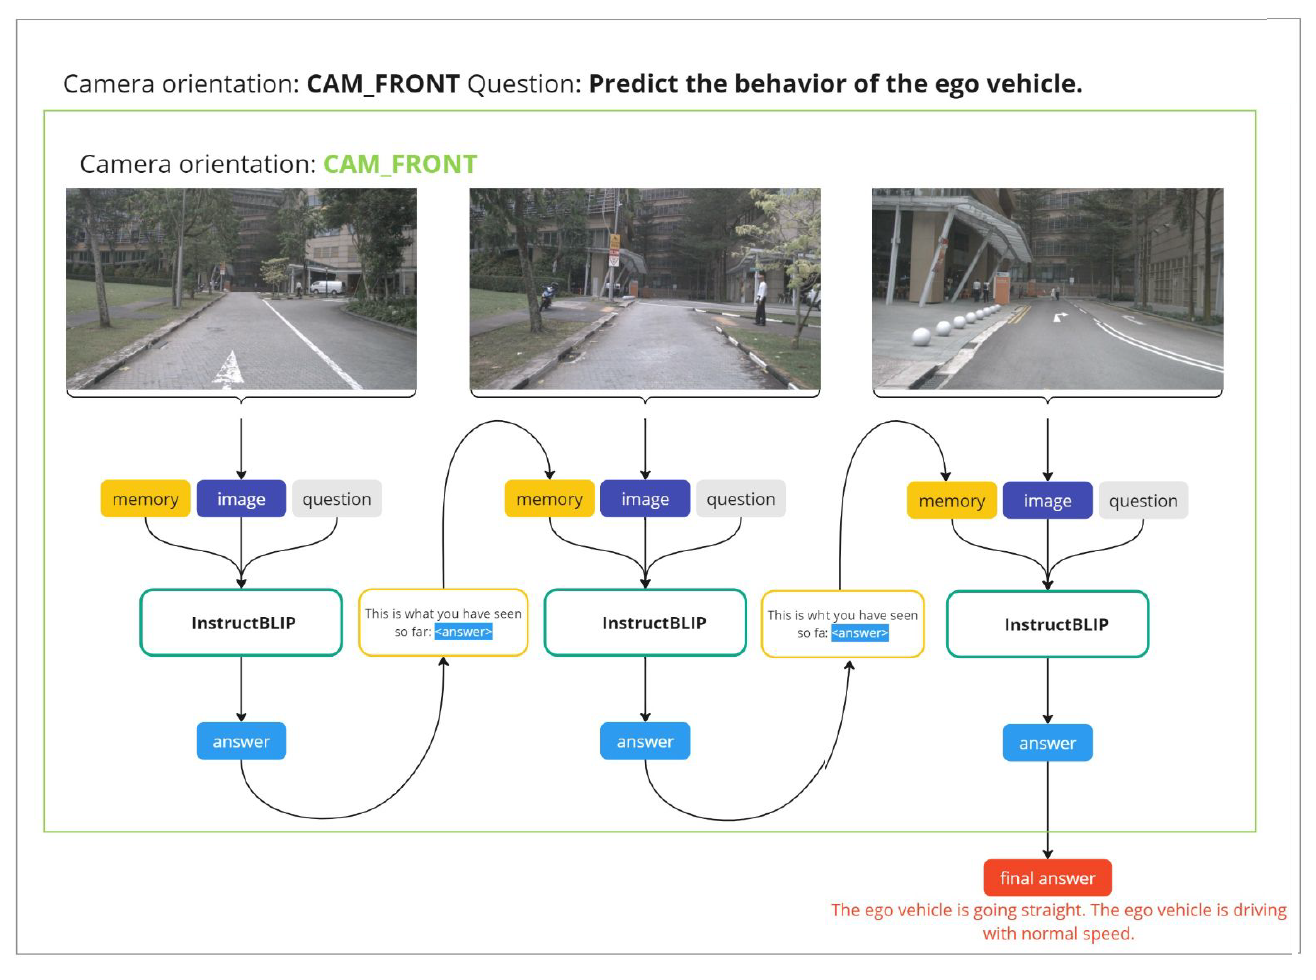 Camera orientation: CAM_FRONT Question: Predict the behavior of the ego vehicle.
Camera orientation: CAM_FRONT
memory image question
memory image question
memory image question
InstructBLIP
This is what you have seen
so far: <answer>
InstructBLIP
This is wht you have seen
so fa: <answer>
InstructBLIP
answer
answer
answer
final answer
The ego vehicle is going straight. The ego vehicle is driving
with normal speed.